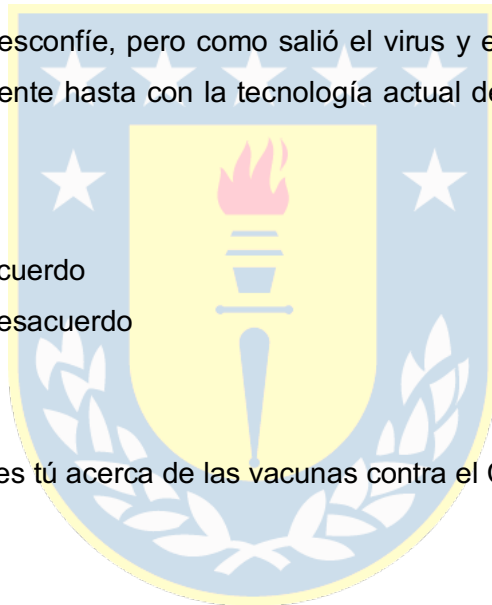 esconfíe, pero como salió el virus y e
ente hasta con la tecnología actual de
cuerdo
esacuerdo
es tú acerca de las vacunas contra el C